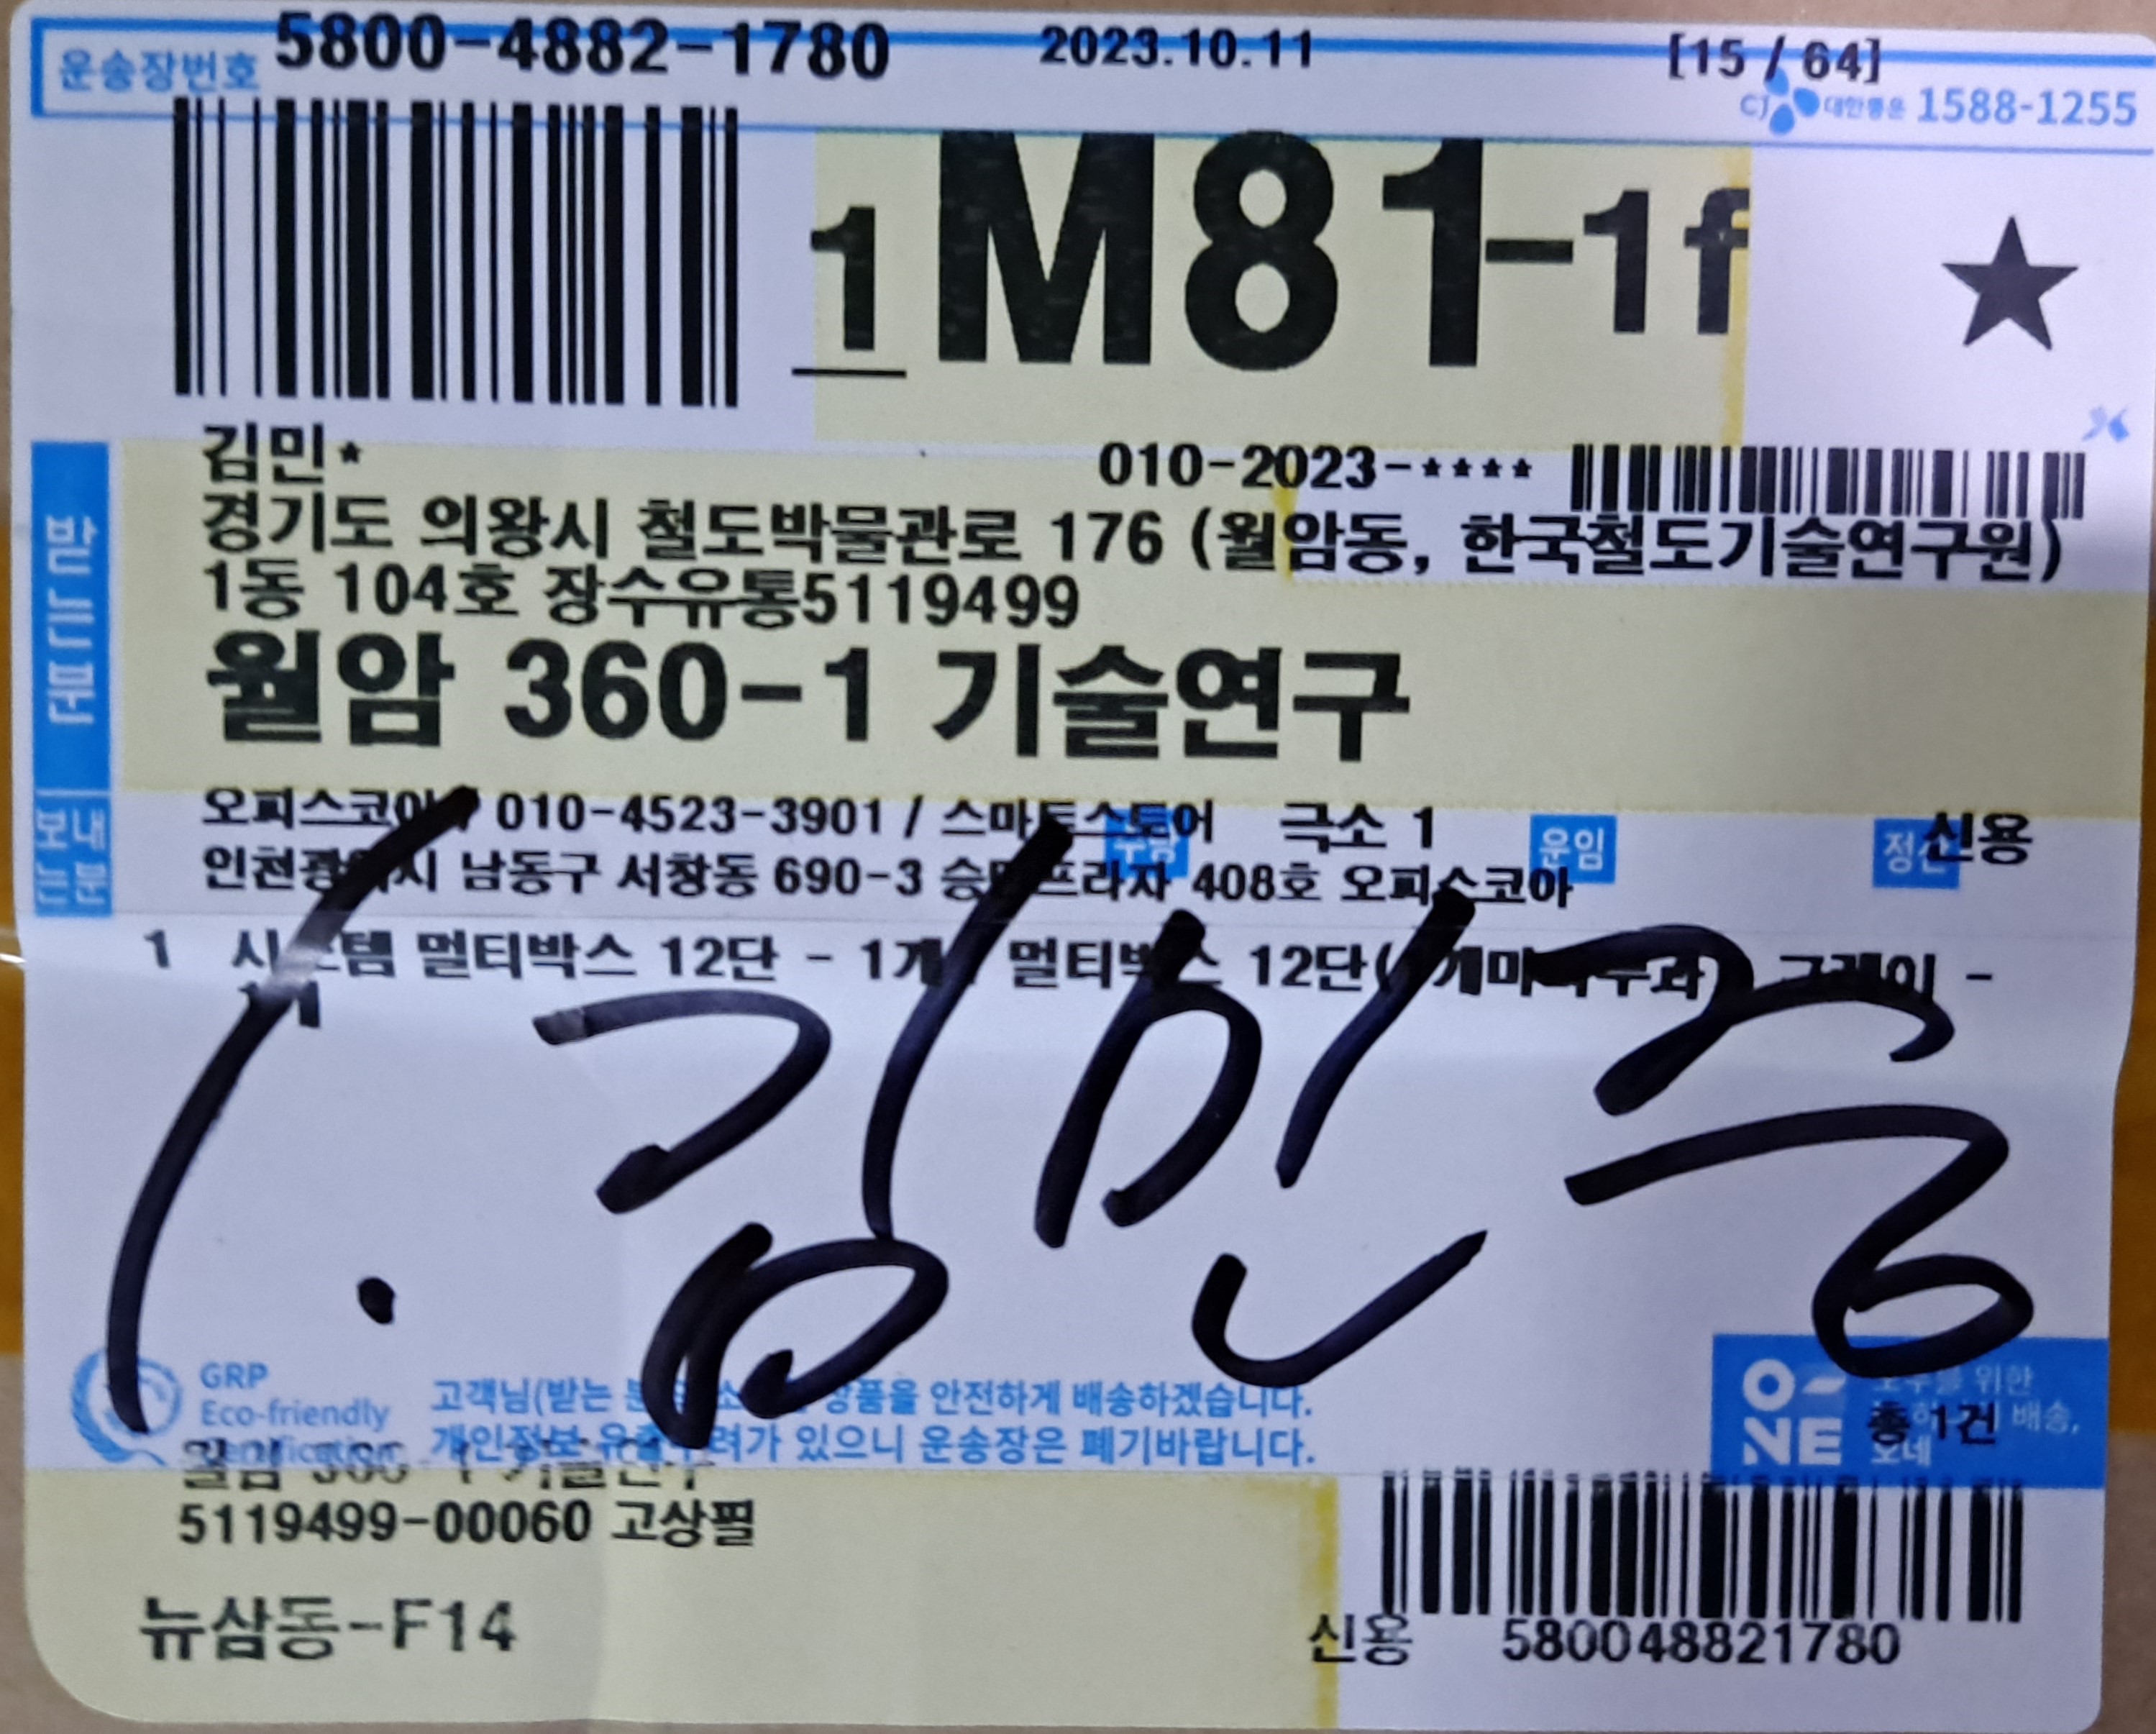 운송장번호 5800-4882-1780 2023.10.11 [15 / 64]
CJ 대한통운 1588-1255
1 M81-1f
받는분
김민* 010-2023-****
경기도 의왕시 철도박물관로 176 (월암동, 한국철도기술연구원)
1동 104호 장수유통5119499
월암 360-1 기술연구
보내는분
오피스코아 / 010-4523-3901 / 스마트스토어 극소 1 운임 정산 신용
인천광역시 남동구 서창동 690-3 프라자 408호 오피스코아
1 시스템 멀티박스 12단 - 1개 멀티박스 12단( 그레이 -
1개
1. 김민중
GRP
Eco-friendly
Certification
고객님(받는 분 상품을 안전하게 배송하겠습니다.
개인정보 유출우려가 있으니 운송장은 폐기바랍니다.
O-NE 모두를 위한
배송,
오네
총 1건
월암 360-1 기술연구
5119499-00060 고상필
뉴삼동-F14
신용 580048821780